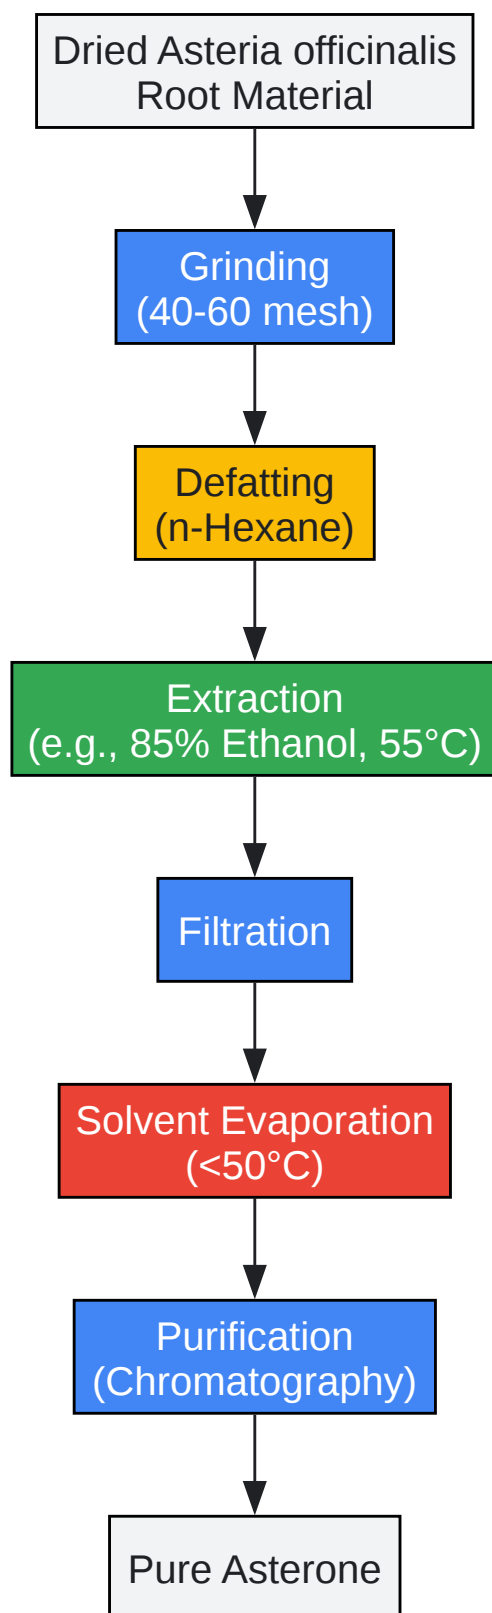 Dried Asteria officinalis
Root Material
Grinding
(40-60 mesh)
Defatting
(n-Hexane)
Extraction
(e.g., 85% Ethanol, 55°C)
Filtration
Solvent Evaporation
(<50°C)
Purification
(Chromatography)
Pure Asterone